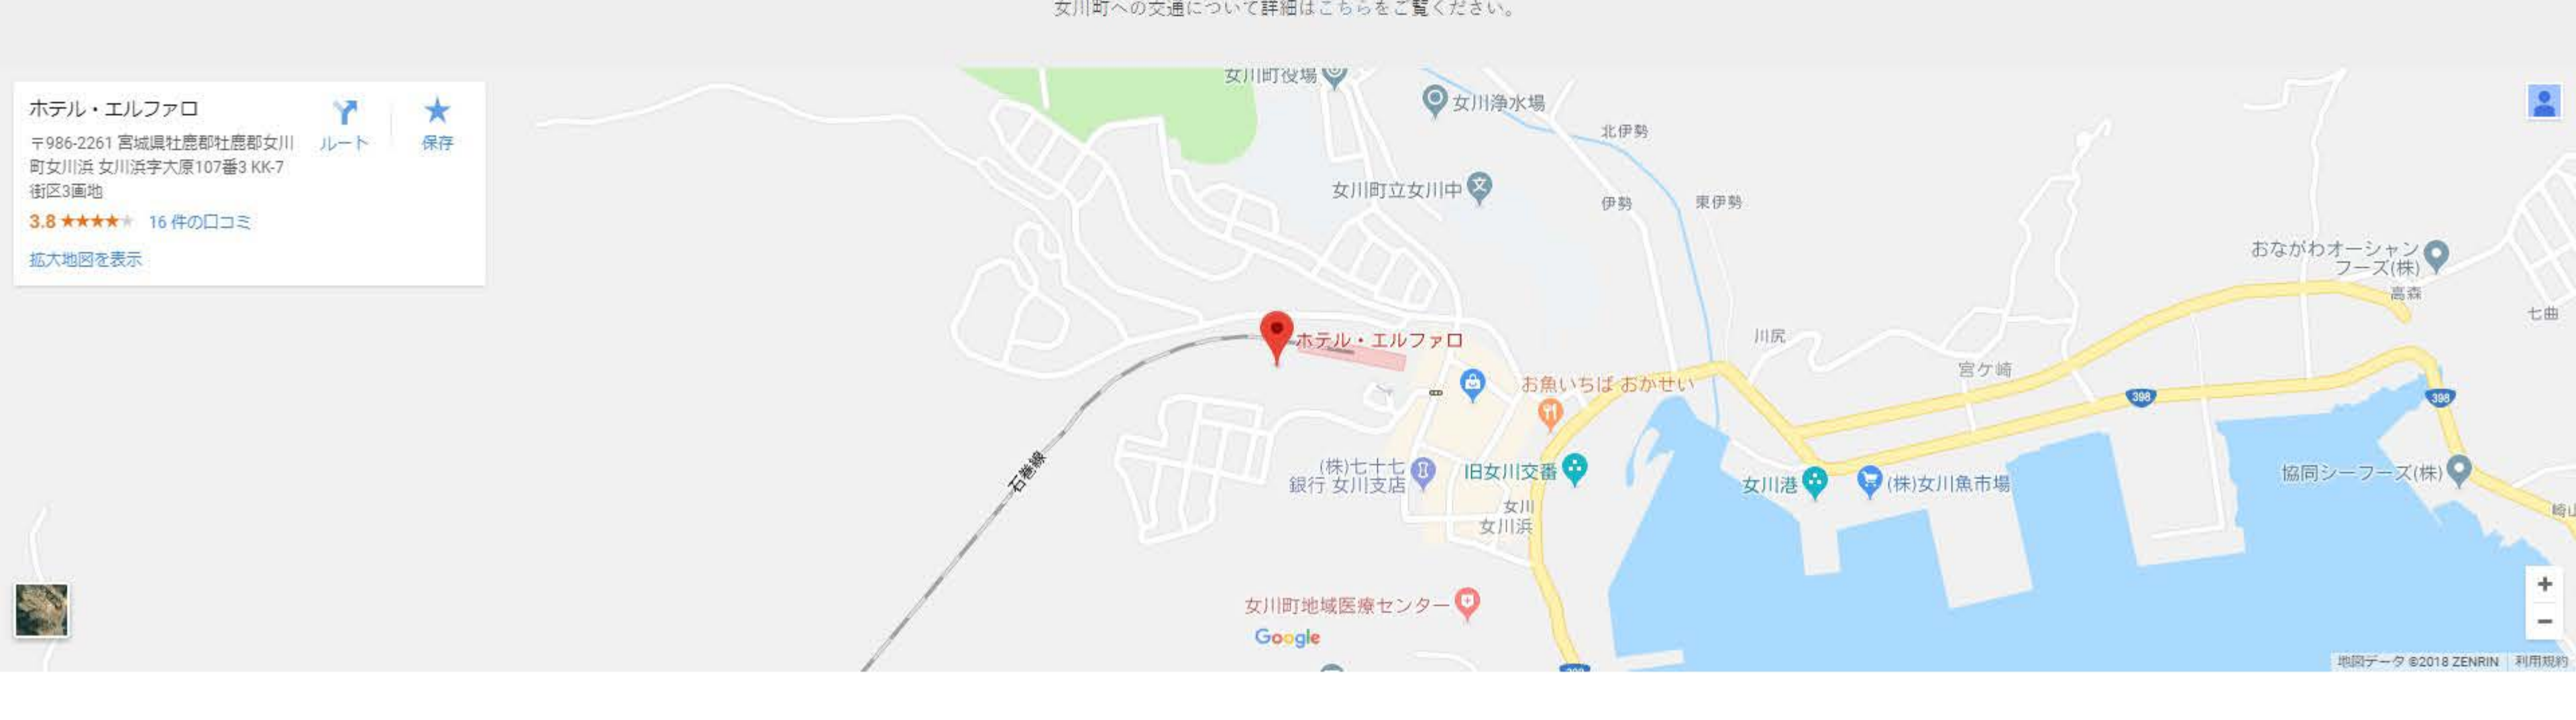 女川町への交通について詳細はこちらをご覧ください。
ホテル・エルファロ
〒986-2261 宮城県牡鹿郡牡鹿郡女川
町女川浜 女川浜字大原107番3 KK-7
街区3画地
ルート
保存
3.8
16 件の口コミ
拡大地図を表示
女川町役場
女川浄水場
北伊勢
女川町立女川中
文
伊勢
東伊勢
おながわオーシャン
フーズ(株)
高森
七曲
川尻
ホテル・エルファロ
宮ケ崎
お魚いちば おかせい
398
398
石巻線
(株)七十七
銀行 女川支店
旧女川交番
女川港
(株)女川魚市場
協同シーフーズ(株)
女川
女川浜
崎山
女川町地域医療センター
Google
+
−
地図データ ©2018 ZENRIN
利用規約